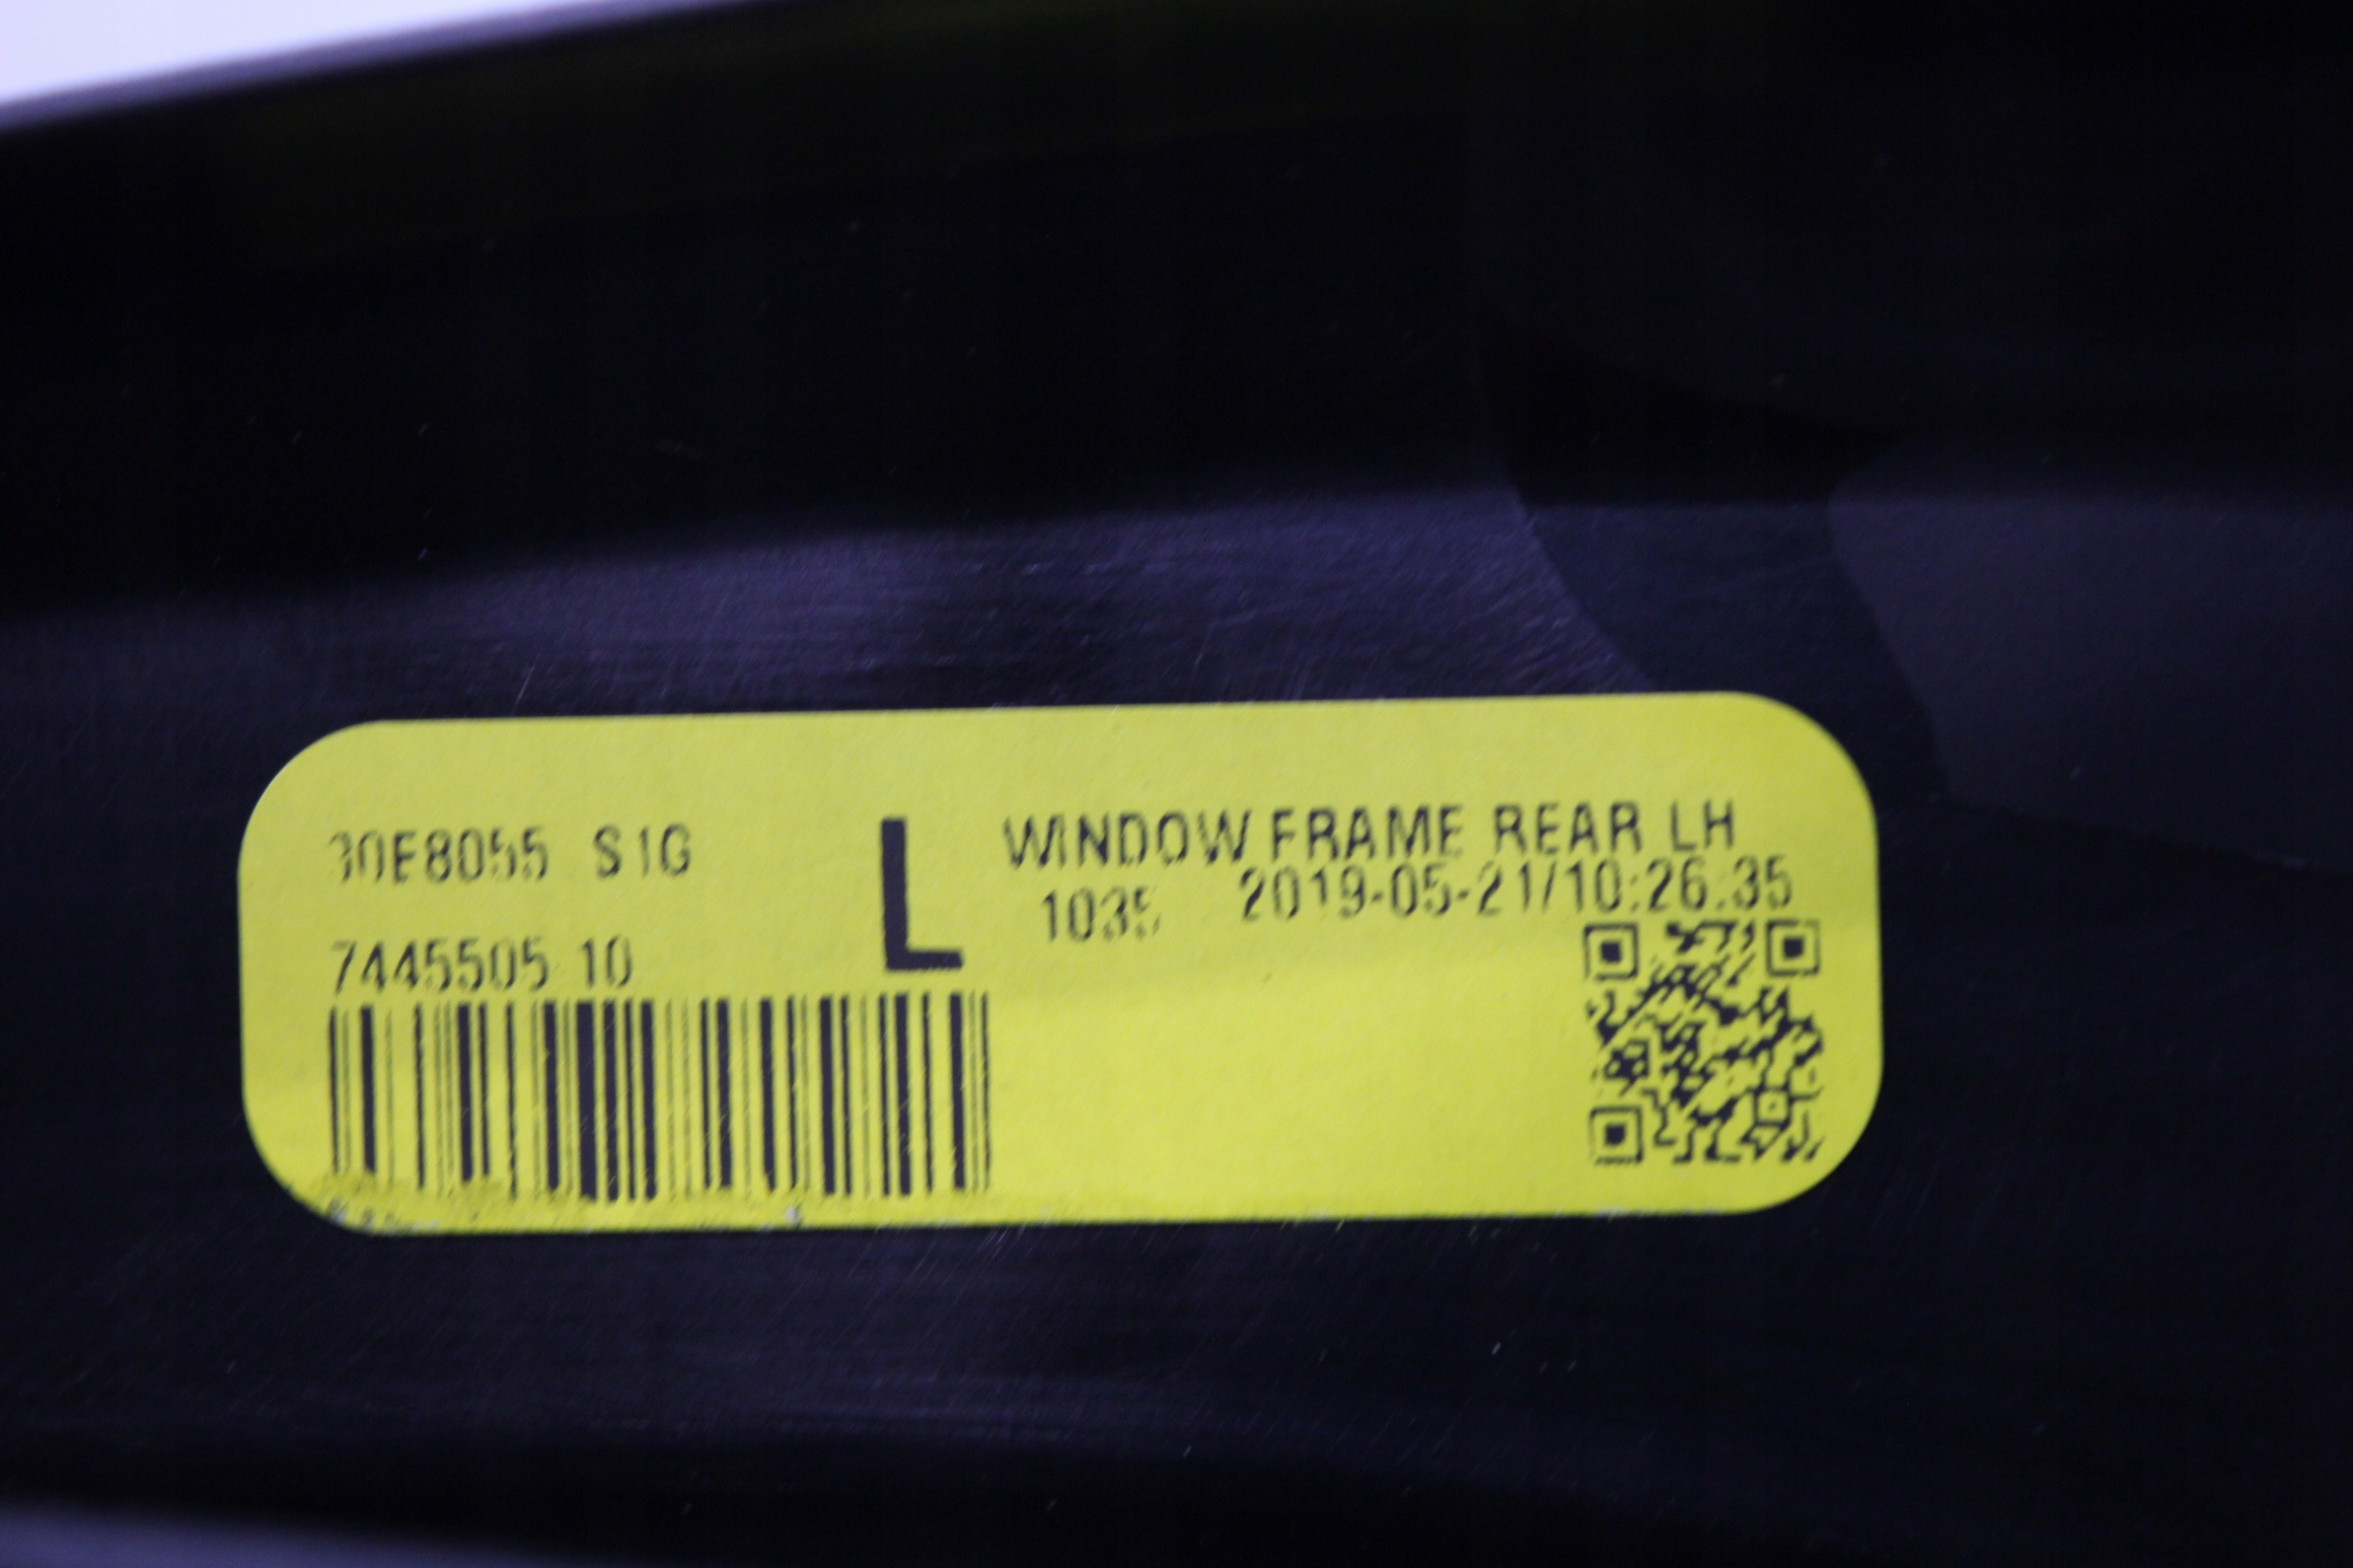 30E8055 S1G
L
WINDOW FRAME REAR LH
1035 2019-05-21/10:26:35
7445505 10